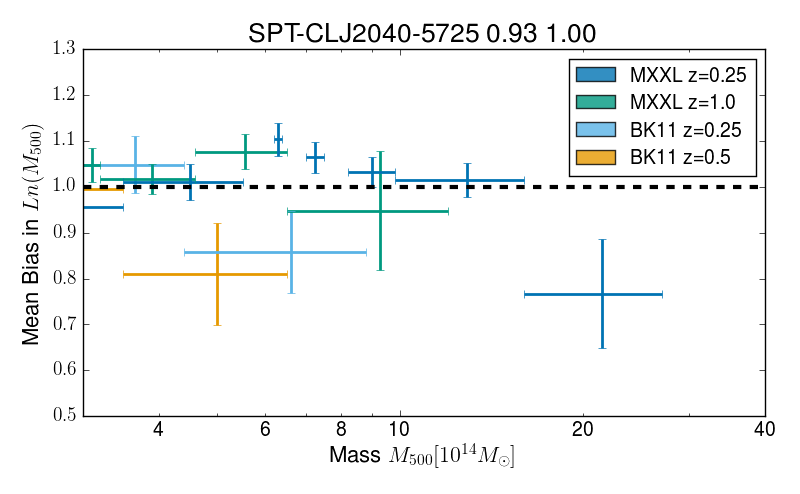 SPT-CLJ2040-5725 0.93 1.00
1.3
1.2
1.1
1.0
0.9
0.8
0.7
0.6
0.5
Mean Bias in Ln(M500)
MXXL z=0.25
MXXL z=1.0
BK11 z=0.25
BK11 z=0.5
4 6 8 10 20 40
Mass M500[10^14 M⊙]